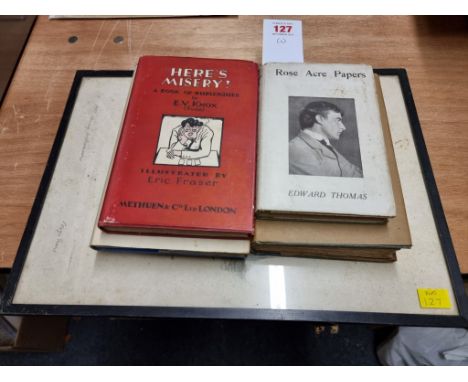 127
HERE'S
MISERY!
A BOOK OF BURLESQUES
by
E.V. KNOX
ILLUSTRATED BY
Eric Fraser
METHUEN & Co LTD LONDON
Rose Acre Papers
EDWARD THOMAS
127